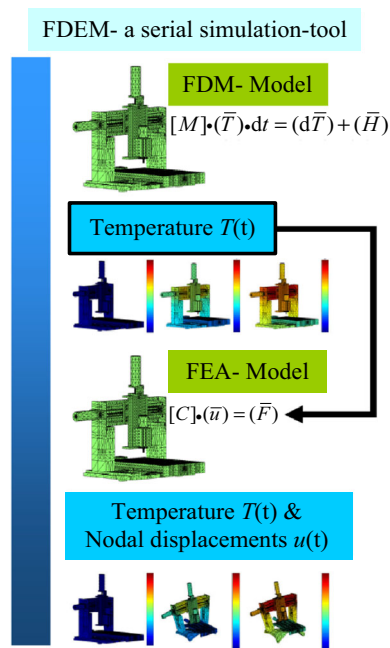 FDEM- a serial simulation-tool
FDM- Model
[M]•(T̅)•dt = (dT̅) + (H̅)
Temperature T(t)
FEA- Model
[C]•(u̅) = (F̅)
Temperature T(t) &
Nodal displacements u(t)